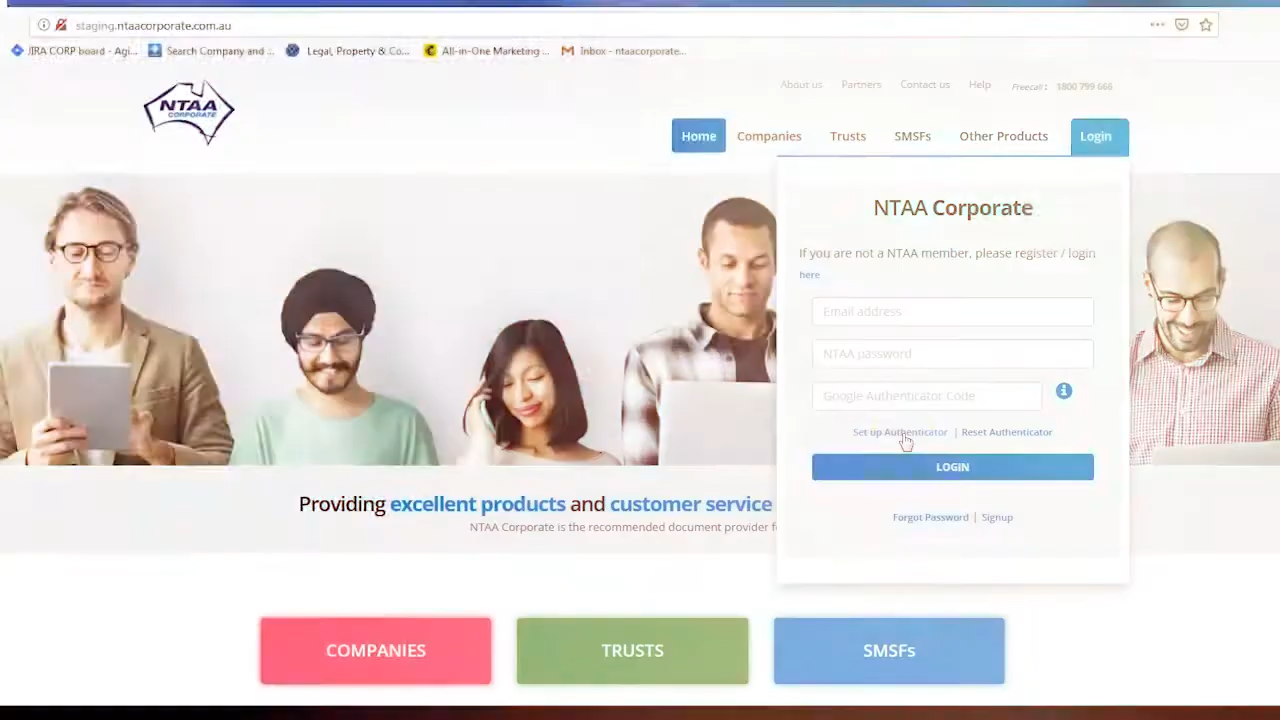 staging.ntaacorporate.com.au
JIRA CORP board - Agi...
Search Company and ...
Legal, Property & Co...
All-in-One Marketing ...
Inbox - ntaacorporate...
NTAA
CORPORATE
About us Partners Contact us Help Freecall : 1800 799 666
Home Companies Trusts SMSFs Other Products Login
NTAA Corporate
If you are not a NTAA member, please register / login
here
Email address
NTAA password
Google Authenticator Code
Set up Authenticator | Reset Authenticator
LOGIN
Forgot Password | Signup
Providing excellent products and customer service
NTAA Corporate is the recommended document provider f
COMPANIES TRUSTS SMSFs